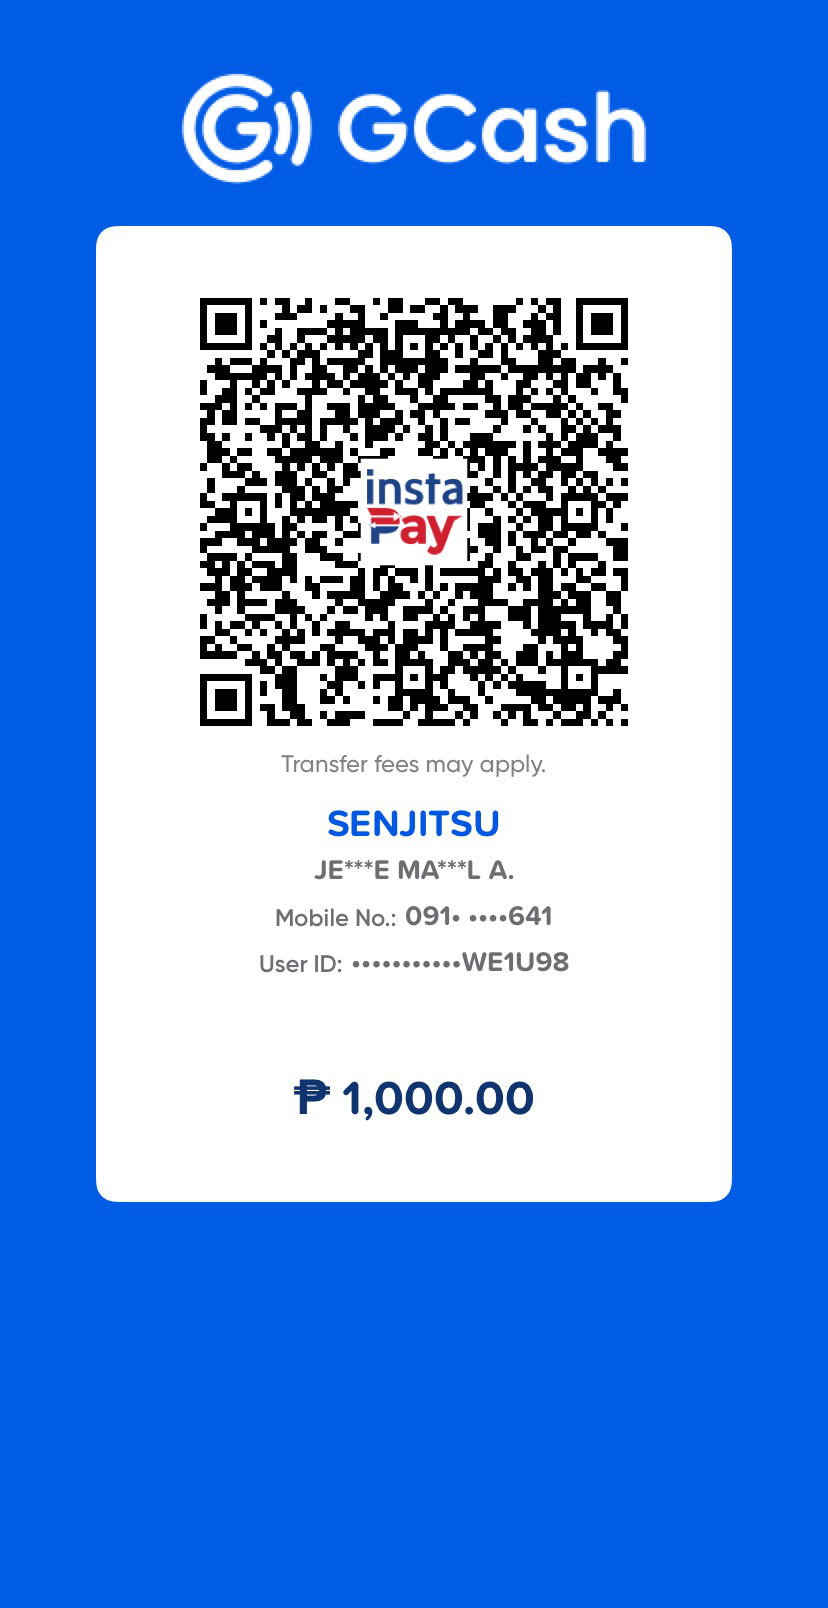 GCash
insta
Pay
Transfer fees may apply.
SENJITSU
JE***E MA***L A.
Mobile No.: 091• ••••641
User ID: •••••••••••WE1U98
₱ 1,000.00